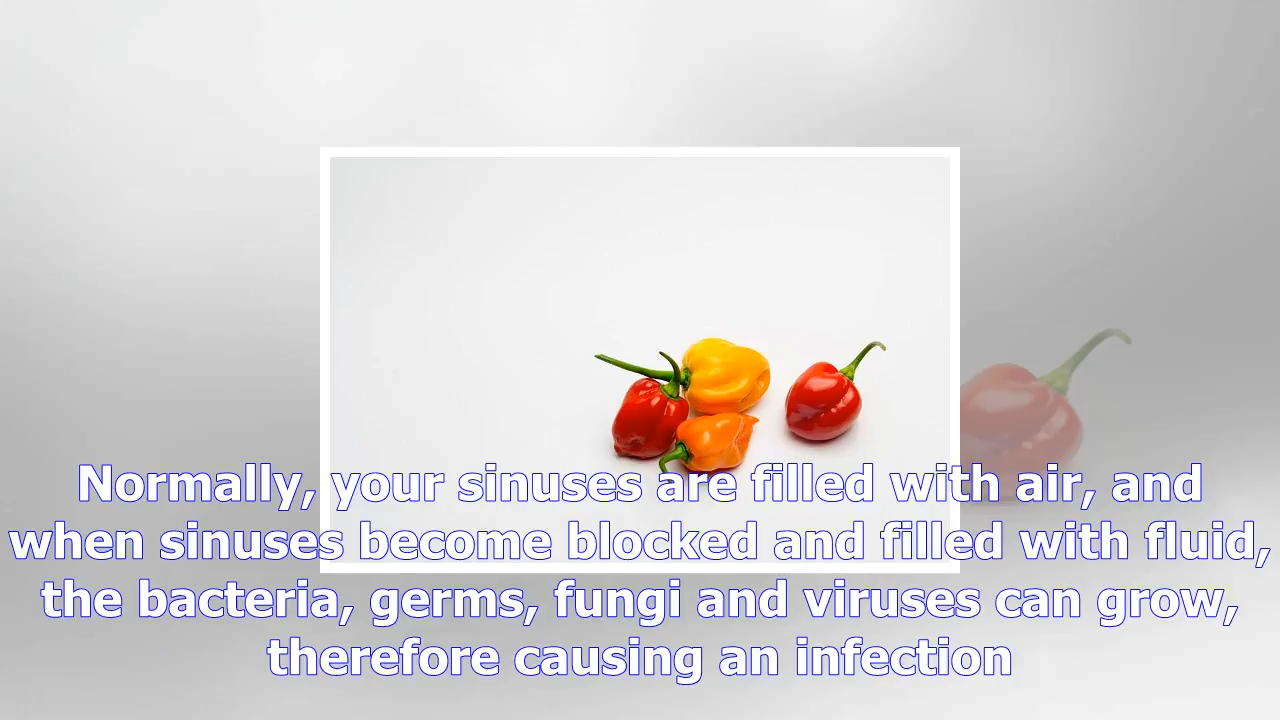 Normally, your sinuses are filled with air, and
when sinuses become blocked and filled with fluid,
the bacteria, germs, fungi and viruses can grow,
therefore causing an infection